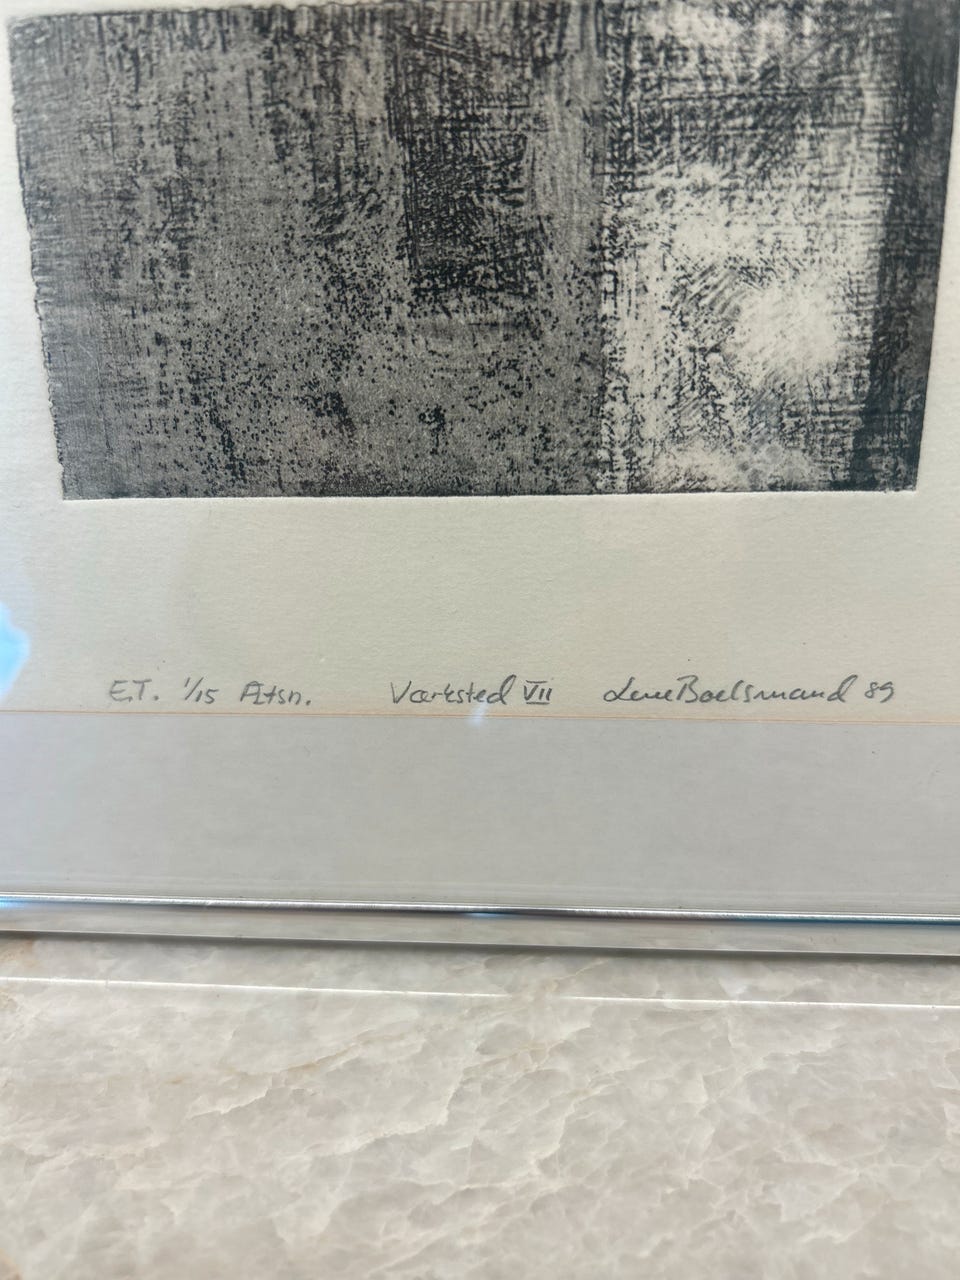 E.T. 1/15 Ætsn. Værksted VII Lene Boelsmand 89